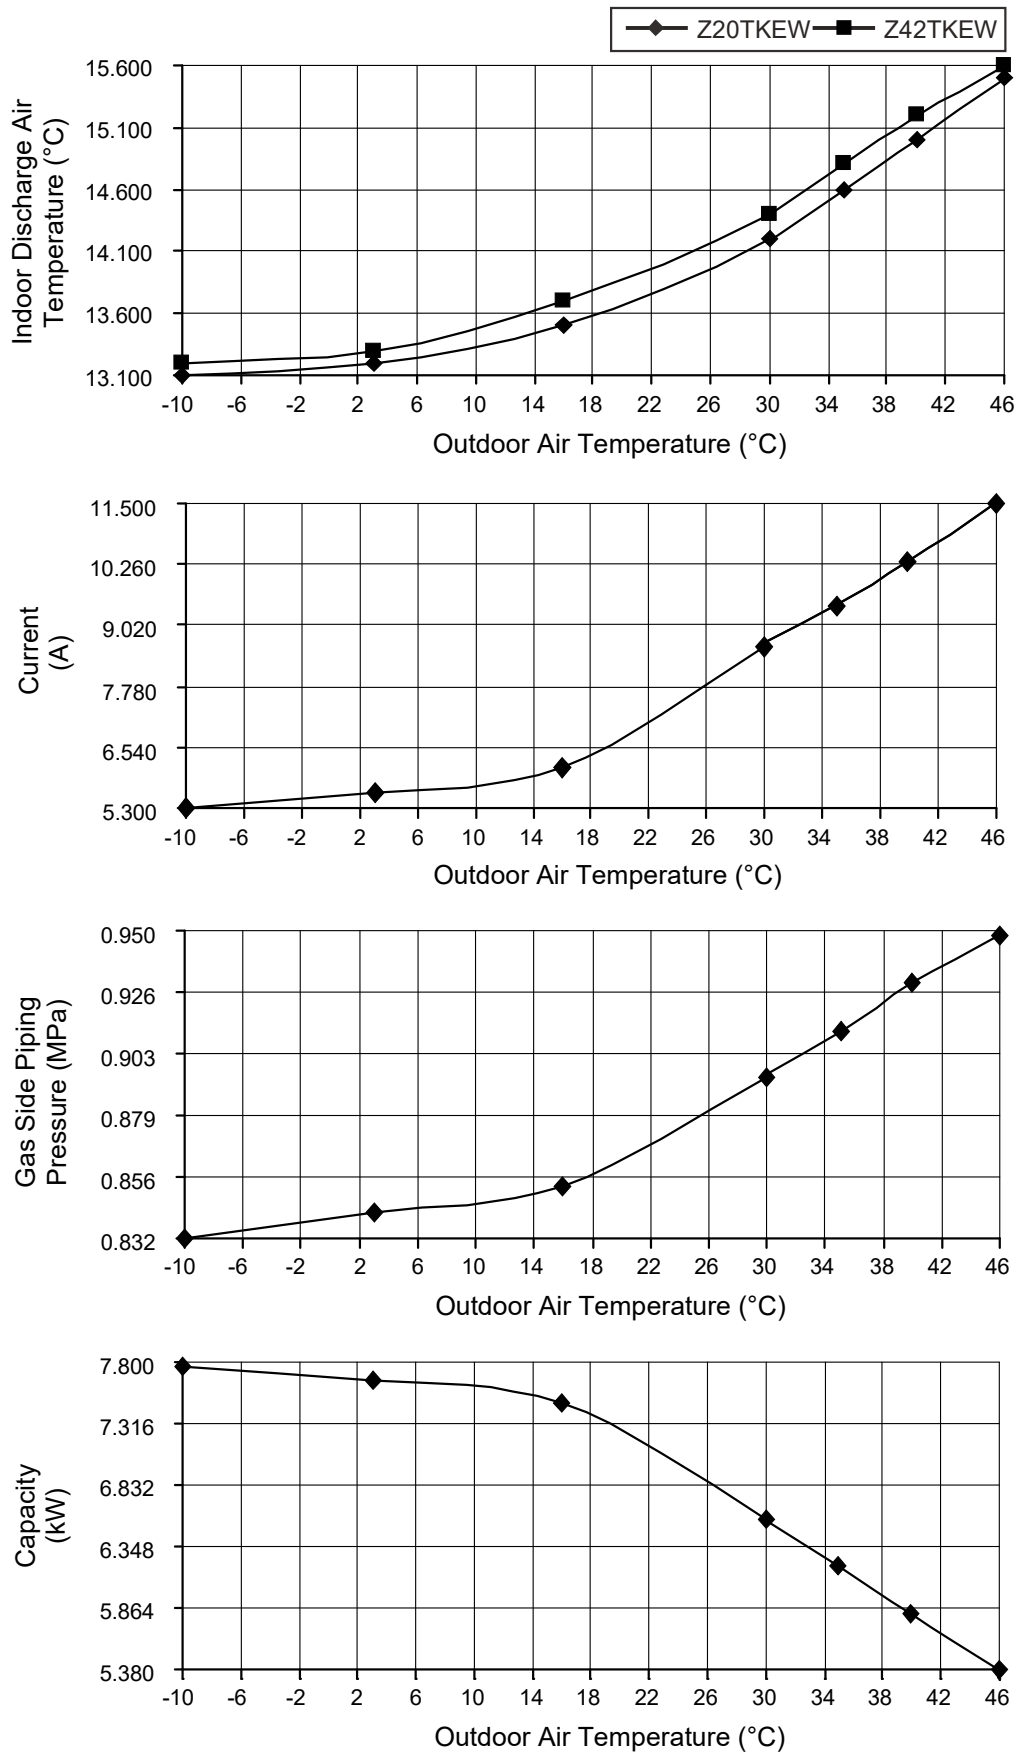 Z20TKEW Z42TKEW
15.600
15.100
14.600
14.100
13.600
13.100
Indoor Discharge Air
Temperature (°C)
-10 -6 -2 2 6 10 14 18 22 26 30 34 38 42 46
Outdoor Air Temperature (°C)
11.500
10.260
9.020
7.780
6.540
5.300
Current
(A)
-10 -6 -2 2 6 10 14 18 22 26 30 34 38 42 46
Outdoor Air Temperature (°C)
0.950
0.926
0.903
0.879
0.856
0.832
Gas Side Piping
Pressure (MPa)
-10 -6 -2 2 6 10 14 18 22 26 30 34 38 42 46
Outdoor Air Temperature (°C)
7.800
7.316
6.832
6.348
5.864
5.380
Capacity
(kW)
-10 -6 -2 2 6 10 14 18 22 26 30 34 38 42 46
Outdoor Air Temperature (°C)